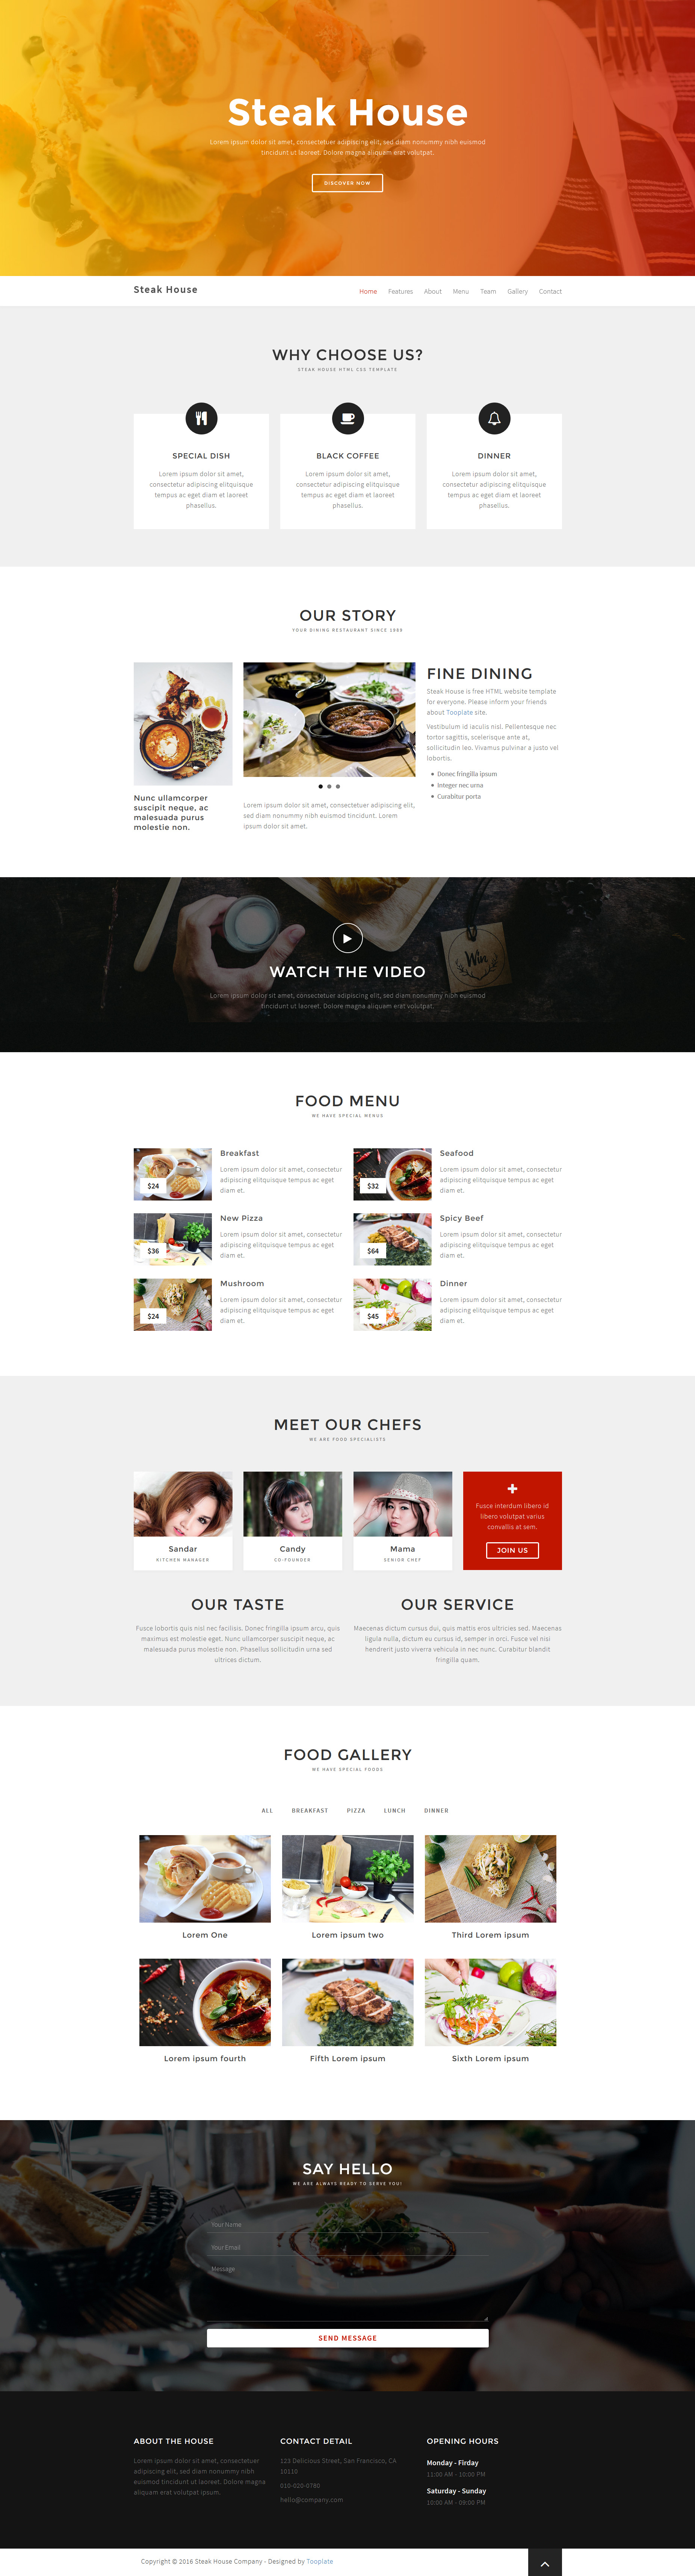 Steak House
Lorem ipsum dolor sit amet, consectetuer adipiscing elit, sed diam nonummy nibh euismod
tincidunt ut laoreet. Dolore magna aliquam erat volutpat.
DISCOVER NOW
Steak House
Home Features About Menu Team Gallery Contact
WHY CHOOSE US?
STEAK HOUSE HTML CSS TEMPLATE
SPECIAL DISH
Lorem ipsum dolor sit amet,
consectetur adipiscing elitquisque
tempus ac eget diam et laoreet
phasellus.
BLACK COFFEE
Lorem ipsum dolor sit amet,
consectetur adipiscing elitquisque
tempus ac eget diam et laoreet
phasellus.
DINNER
Lorem ipsum dolor sit amet,
consectetur adipiscing elitquisque
tempus ac eget diam et laoreet
phasellus.
OUR STORY
YOUR DINING RESTAURANT SINCE 1980
Nunc ullamcorper
suscipit neque, ac
malesuada purus
molestie non.
Lorem ipsum dolor sit amet, consectetuer adipiscing elit,
sed diam nonummy nibh euismod tincidunt. Lorem
ipsum dolor sit amet.
FINE DINING
Steak House is free HTML website template
for everyone. Please inform your friends
about Tooplate site.
Vestibulum id iaculis nisl. Pellentesque nec
tortor sagittis, scelerisque ante at,
sollicitudin leo. Vivamus pulvinar a justo vel
lobortis.
Donec fringilla ipsum
Integer nec urna
Curabitur porta
Win
WATCH THE VIDEO
Lorem ipsum dolor sit amet, consectetuer adipiscing elit, sed diam nonummy nibh euismod
tincidunt ut laoreet. Dolore magna aliquam erat volutpat.
FOOD MENU
WE HAVE SPECIAL MENUS
$24
Breakfast
Lorem ipsum dolor sit amet, consectetur
adipiscing elitquisque tempus ac eget
diam et.
$32
Seafood
Lorem ipsum dolor sit amet, consectetur
adipiscing elitquisque tempus ac eget
diam et.
$36
New Pizza
Lorem ipsum dolor sit amet, consectetur
adipiscing elitquisque tempus ac eget
diam et.
$64
Spicy Beef
Lorem ipsum dolor sit amet, consectetur
adipiscing elitquisque tempus ac eget
diam et.
$24
Mushroom
Lorem ipsum dolor sit amet, consectetur
adipiscing elitquisque tempus ac eget
diam et.
$45
Dinner
Lorem ipsum dolor sit amet, consectetur
adipiscing elitquisque tempus ac eget
diam et.
MEET OUR CHEFS
WE ARE FOOD SPECIALISTS
Sandar
KITCHEN MANAGER
Candy
CO-FOUNDER
Mama
SENIOR CHEF
Fusce interdum libero id
libero volutpat varius
convallis at sem.
JOIN US
OUR TASTE
Fusce lobortis quis nisl nec facilisis. Donec fringilla ipsum arcu, quis
maximus est molestie eget. Nunc ullamcorper suscipit neque, ac
malesuada purus molestie non. Phasellus sollicitudin urna sed
ultrices dictum.
OUR SERVICE
Maecenas dictum cursus dui, quis mattis eros ultricies sed. Maecenas
ligula nulla, dictum eu cursus id, semper in orci. Fusce vel nisi
hendrerit justo viverra vehicula in nec nunc. Curabitur blandit
fringilla quam.
FOOD GALLERY
WE HAVE SPECIAL FOODS
ALL BREAKFAST PIZZA LUNCH DINNER
Lorem One
Lorem ipsum two
Third Lorem ipsum
Lorem ipsum fourth
Fifth Lorem ipsum
Sixth Lorem ipsum
SAY HELLO
WE ARE ALWAYS READY TO SERVE YOU!
Your Name
Your Email
Message
SEND MESSAGE
ABOUT THE HOUSE
Lorem ipsum dolor sit amet, consectetuer
adipiscing elit, sed diam nonummy nibh
euismod tincidunt ut laoreet. Dolore magna
aliquam erat volutpat ipsum.
CONTACT DETAIL
123 Delicious Street, San Francisco, CA
10110
010-020-0780
hello@company.com
OPENING HOURS
Monday - Firday
11:00 AM - 10:00 PM
Saturday - Sunday
10:00 AM - 09:00 PM
Copyright © 2016 Steak House Company - Designed by Tooplate